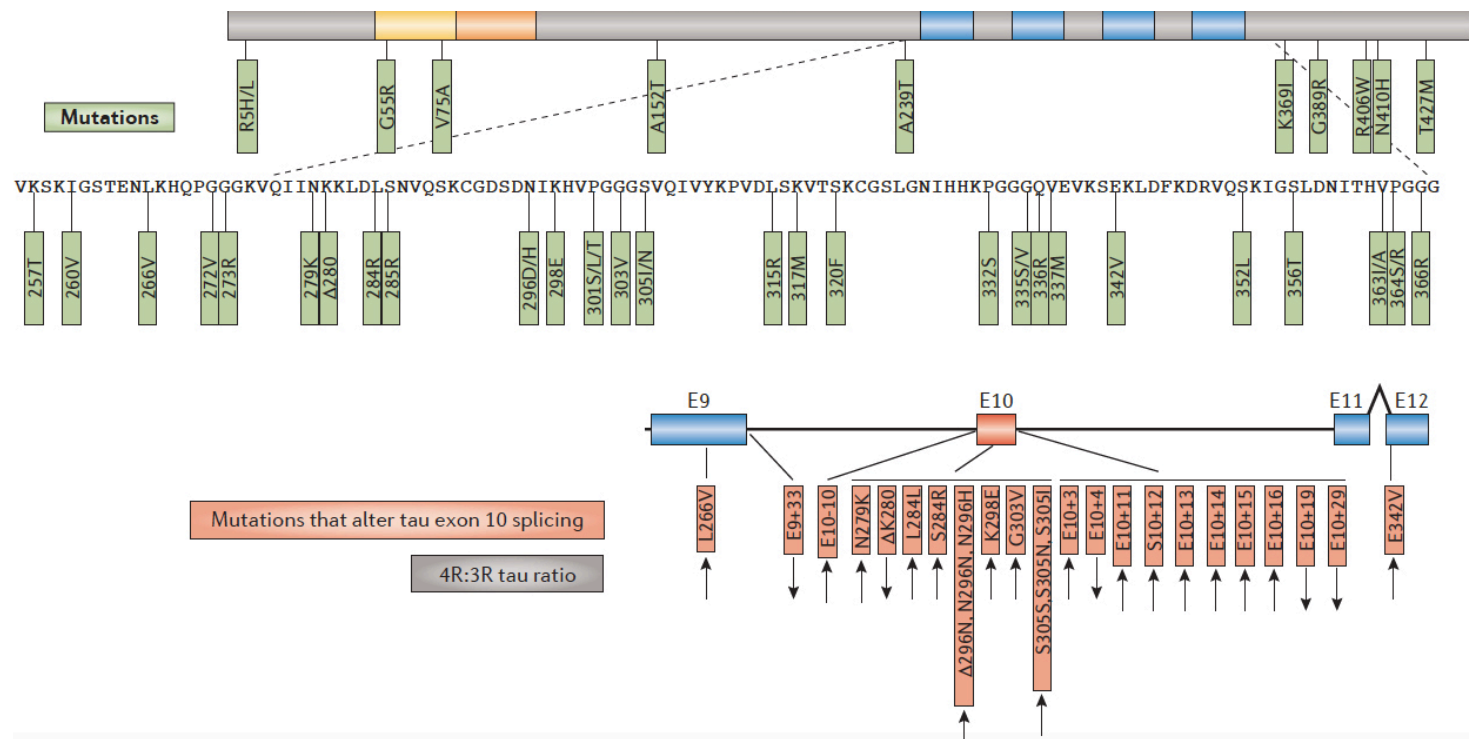 R5H/L
G55R
V75A
A152T
A239T
K369I
G389R
R406W
N410H
T427M
Mutations
VKSKIGSTENLKHQPGGGKVQIINKKLDLSNVQSKCGDSDNIKHVPGGGSVQIVYKPVDLSKVTSKCGSLGNIHHKPGGGQVEVKSEKLDFKDRVQSKIGSLDNITHVPGGG
257T
260V
266V
272V
273R
279K
Δ280
284R
285R
296D/H
298E
301S/L/T
303V
305I/N
315R
317M
320F
332S
335S/V
336R
337M
342V
352L
356T
363I/A
364S/R
366R
E9
E10
E11
E12
Mutations that alter tau exon 10 splicing
4R:3R tau ratio
L266V
E9+33
E10-10
N279K
ΔK280
L284L
S284R
Δ296N, N296N, N296H
K298E
G303V
S305S,S305N, S305I
E10+3
E10+4
E10+11
S10+12
E10+13
E10+14
E10+15
E10+16
E10+19
E10+29
E342V